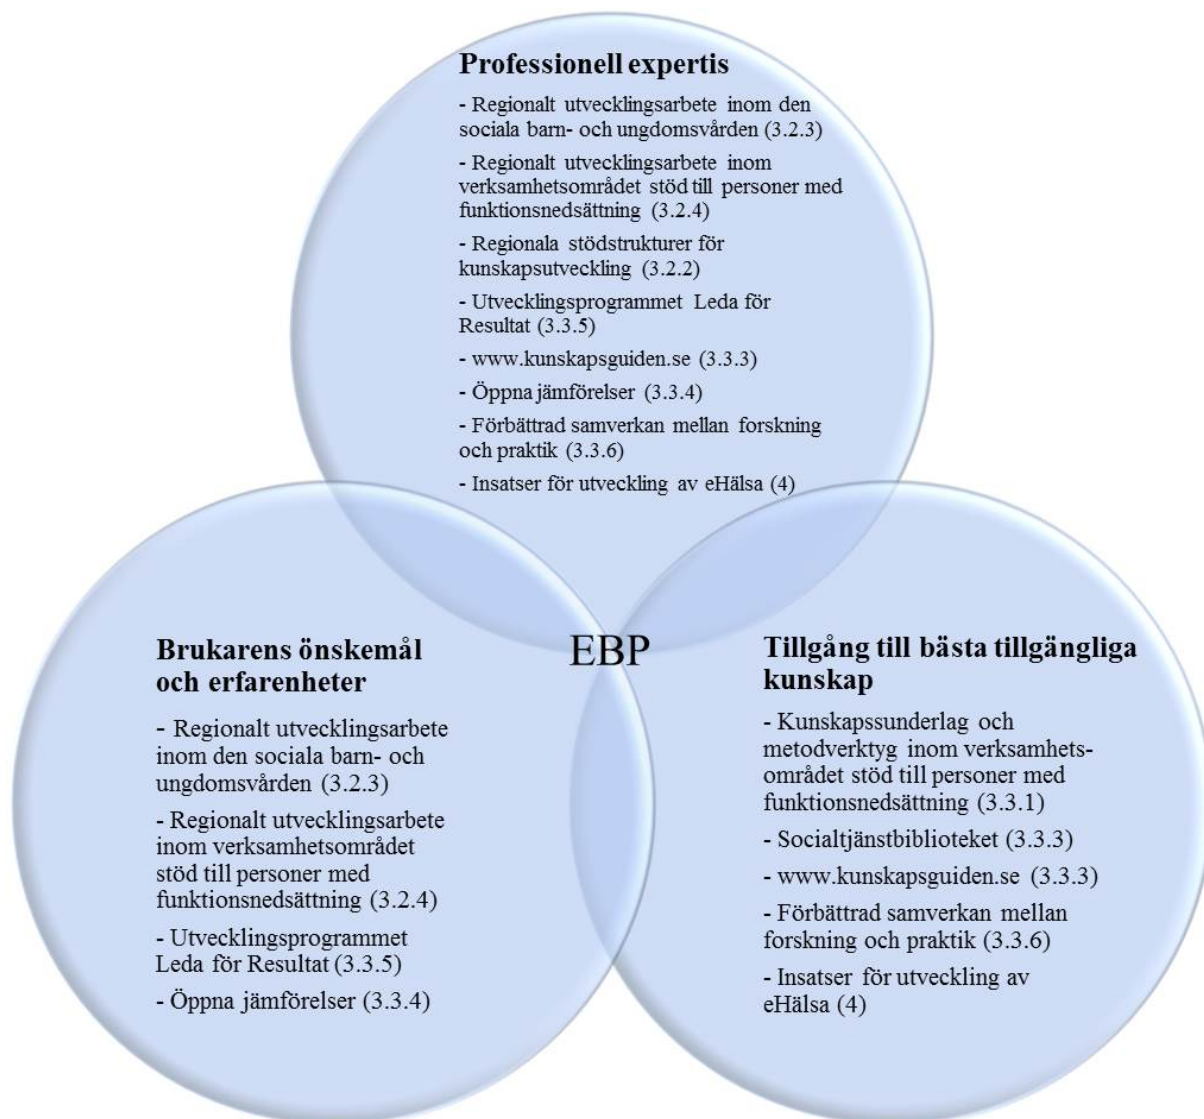 Professionell expertis
- Regionalt utvecklingsarbete inom den
sociala barn- och ungdomsvården (3.2.3)
- Regionalt utvecklingsarbete inom
verksamhetsområdet stöd till personer med
funktionsnedsättning (3.2.4)
- Regionala stödstrukturer för
kunskapsutveckling (3.2.2)
- Utvecklingsprogrammet Leda för
Resultat (3.3.5)
- www.kunskapsguiden.se (3.3.3)
- Öppna jämförelser (3.3.4)
- Förbättrad samverkan mellan forskning
och praktik (3.3.6)
- Insatser för utveckling av eHälsa (4)
EBP
Brukarens önskemål
och erfarenheter
- Regionalt utvecklingsarbete
inom den sociala barn- och
ungdomsvården (3.2.3)
- Regionalt utvecklingsarbete
inom verksamhetsområdet
stöd till personer med
funktionsnedsättning (3.2.4)
- Utvecklingsprogrammet
Leda för Resultat (3.3.5)
- Öppna jämförelser (3.3.4)
Tillgång till bästa tillgängliga
kunskap
- Kunskapssunderlag och
metodverktyg inom verksamhets-
området stöd till personer med
funktionsnedsättning (3.3.1)
- Socialtjänstbiblioteket (3.3.3)
- www.kunskapsguiden.se (3.3.3)
- Förbättrad samverkan mellan
forskning och praktik (3.3.6)
- Insatser för utveckling av
eHälsa (4)